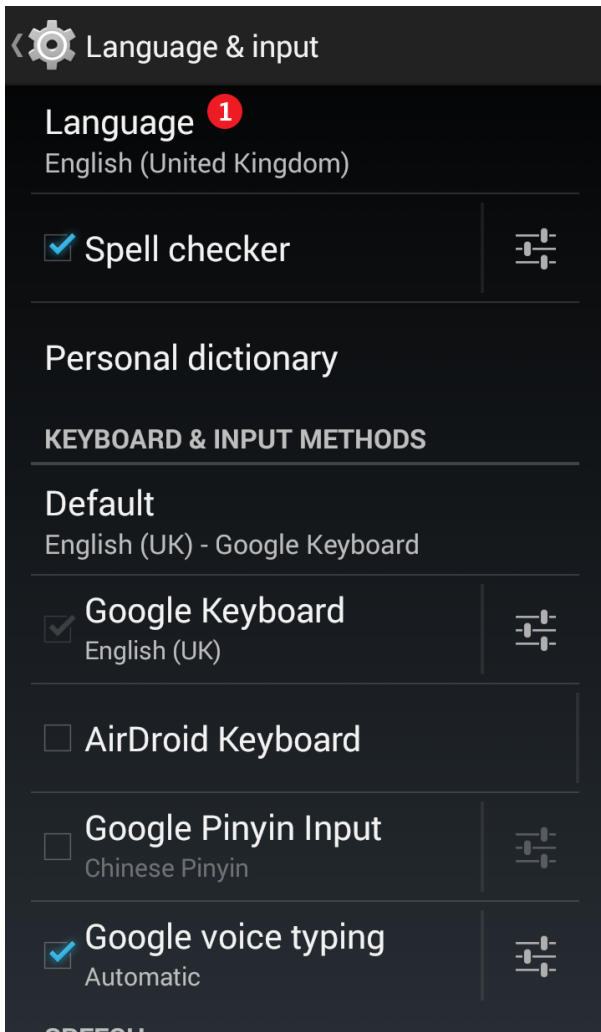 Language & input
Language 1
English (United Kingdom)
Spell checker
Personal dictionary
KEYBOARD & INPUT METHODS
Default
English (UK) - Google Keyboard
Google Keyboard
English (UK)
AirDroid Keyboard
Google Pinyin Input
Chinese Pinyin
Google voice typing
Automatic
SPEECH